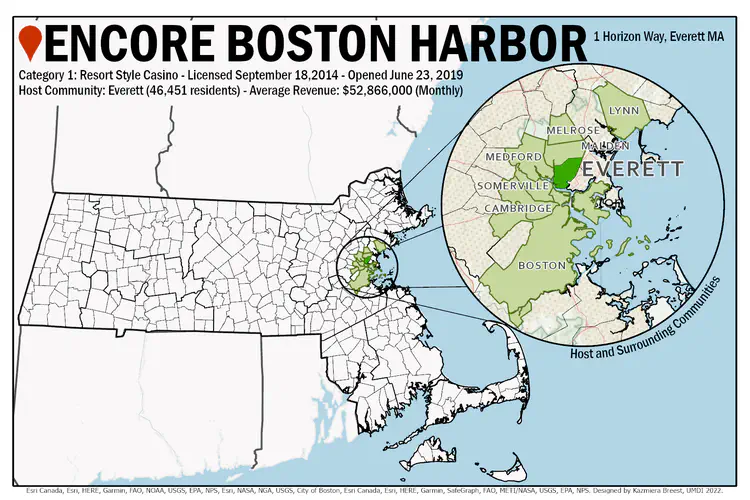 ENCORE BOSTON HARBOR
1 Horizon Way, Everett MA
Category 1: Resort Style Casino - Licensed September 18,2014 - Opened June 23, 2019
Host Community: Everett (46,451 residents) - Average Revenue: $52,866,000 (Monthly)
LYNN
MELROSE
MALDEN
MEDFORD
EVERETT
SOMERVILLE
CAMBRIDGE
BOSTON
Host and Surrounding Communities
Esri Canada, Esri, HERE, Garmin, FAO, NOAA, USGS, EPA, NPS, Esri, NASA, NGA, USGS, City of Boston, Esri Canada, Esri, HERE, Garmin, SafeGraph, FAO, METI/NASA, USGS, EPA, NPS. Designed by Kazmiera Breest, UMDI 2022.